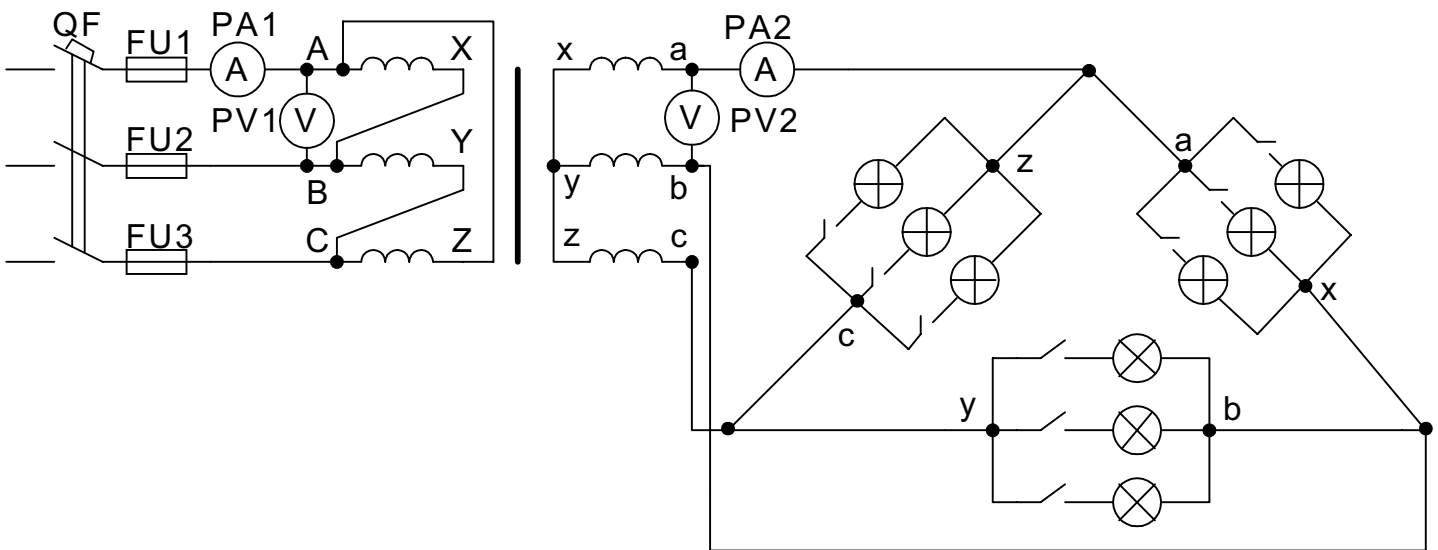 QF
FU1 PA1 A X x a PA2
A A
PV1 V V PV2
FU2 Y a
B y b z
FU3 C Z z c
x
c
y b